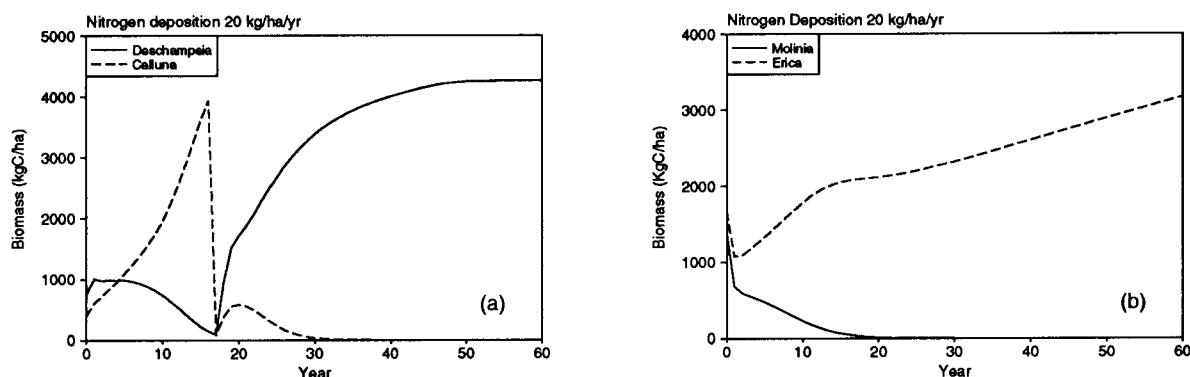 Nitrogen deposition 20 kg/ha/yr
5000
4000
3000
2000
1000
0
Deschampsia
Calluna
Biomass (kgC/ha)
(a)
0 10 20 30 40 50 60
Year
Nitrogen Deposition 20 kg/ha/yr
4000
3000
2000
1000
0
Molinia
Erica
Biomass (KgC/ha)
(b)
0 10 20 30 40 50 60
Year